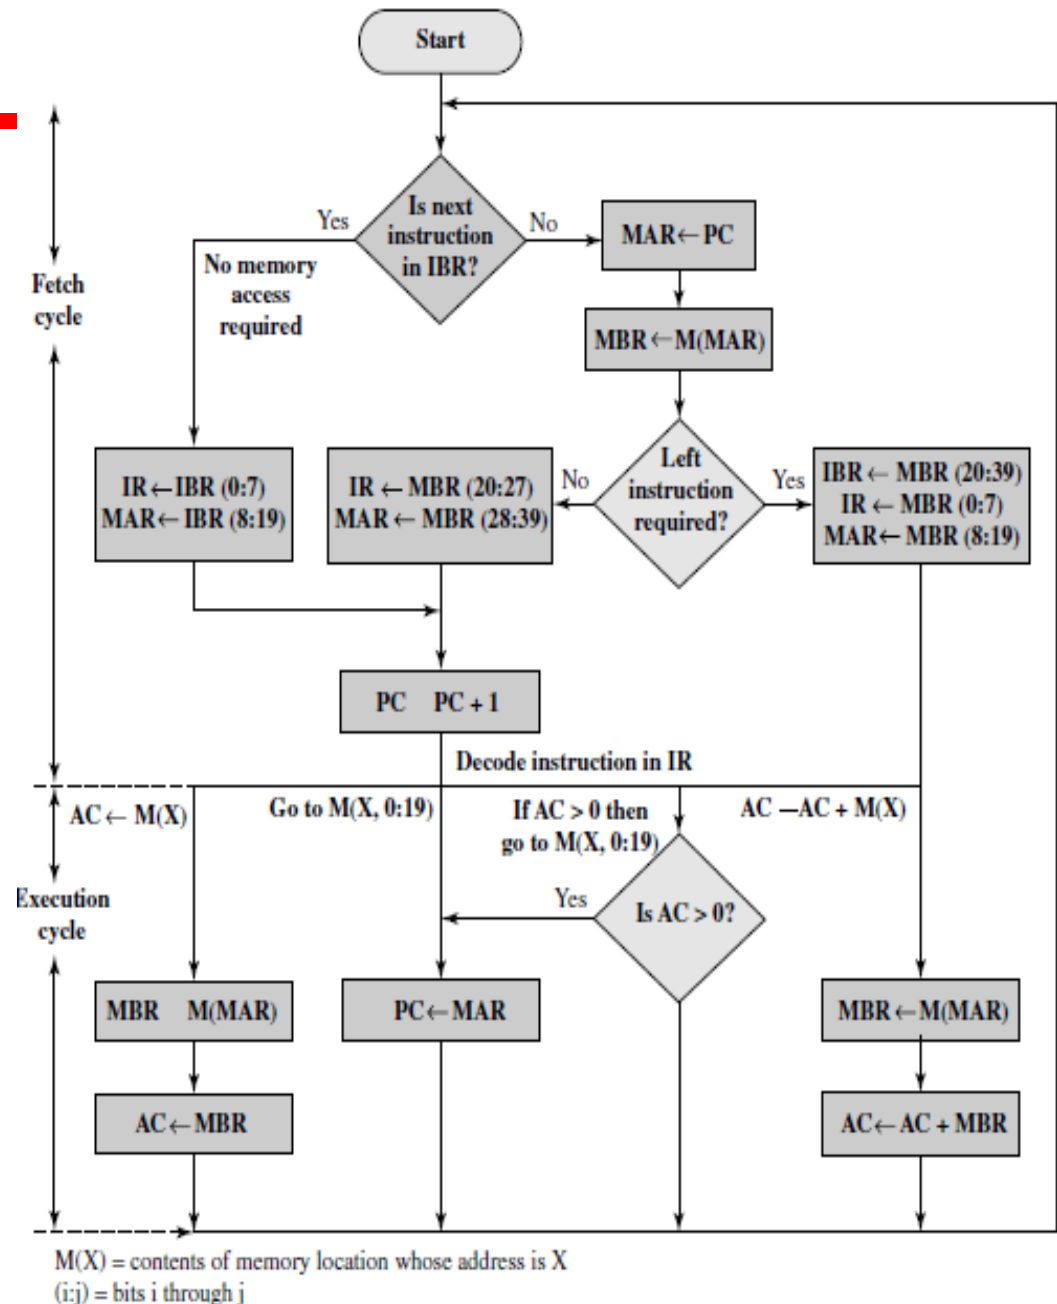 Start
Is next
instruction
in IBR?
Yes
No
No memory
access
required
MAR ← PC
MBR ← M(MAR)
Fetch
cycle
Left
instruction
required?
No
Yes
IR ← IBR (0:7)
MAR ← IBR (8:19)
IR ← MBR (20:27)
MAR ← MBR (28:39)
IBR ← MBR (20:39)
IR ← MBR (0:7)
MAR ← MBR (8:19)
PC PC + 1
Decode instruction in IR
AC ← M(X)
Go to M(X, 0:19)
If AC > 0 then
go to M(X, 0:19)
AC — AC + M(X)
Execution
cycle
Yes
Is AC > 0?
MBR M(MAR)
PC ← MAR
MBR ← M(MAR)
AC ← MBR
AC ← AC + MBR
M(X) = contents of memory location whose address is X
(i:j) = bits i through j